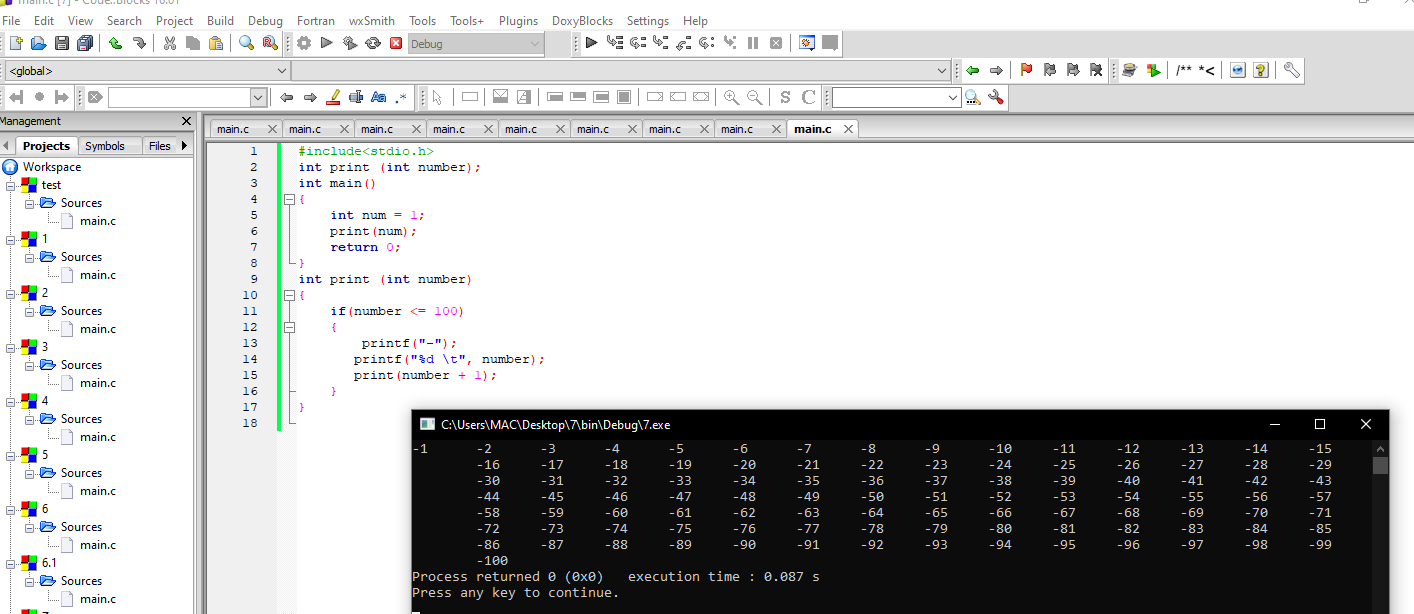 main.c [7] - Code::Blocks 10.01
File Edit View Search Project Build Debug Fortran wxSmith Tools Tools+ Plugins DoxyBlocks Settings Help
Debug
<global>
/** *<
Aa .*
S C
Management
main.c main.c main.c main.c main.c main.c main.c main.c main.c
Projects Symbols Files
Workspace
test
Sources
main.c
1
Sources
main.c
2
Sources
main.c
3
Sources
main.c
4
Sources
main.c
5
Sources
main.c
6
Sources
main.c
6.1
Sources
main.c
1 #include<stdio.h>
2 int print (int number);
3 int main()
4 {
5 int num = 1;
6 print(num);
7 return 0;
8 }
9 int print (int number)
10 {
11 if(number <= 100)
12 {
13 printf("-");
14 printf("%d \t", number);
15 print(number + 1);
16 }
17 }
18
C:\Users\MAC\Desktop\7\bin\Debug\7.exe
-1 -2 -3 -4 -5 -6 -7 -8 -9 -10 -11 -12 -13 -14 -15
-16 -17 -18 -19 -20 -21 -22 -23 -24 -25 -26 -27 -28 -29
-30 -31 -32 -33 -34 -35 -36 -37 -38 -39 -40 -41 -42 -43
-44 -45 -46 -47 -48 -49 -50 -51 -52 -53 -54 -55 -56 -57
-58 -59 -60 -61 -62 -63 -64 -65 -66 -67 -68 -69 -70 -71
-72 -73 -74 -75 -76 -77 -78 -79 -80 -81 -82 -83 -84 -85
-86 -87 -88 -89 -90 -91 -92 -93 -94 -95 -96 -97 -98 -99
-100
Process returned 0 (0x0) execution time : 0.087 s
Press any key to continue.